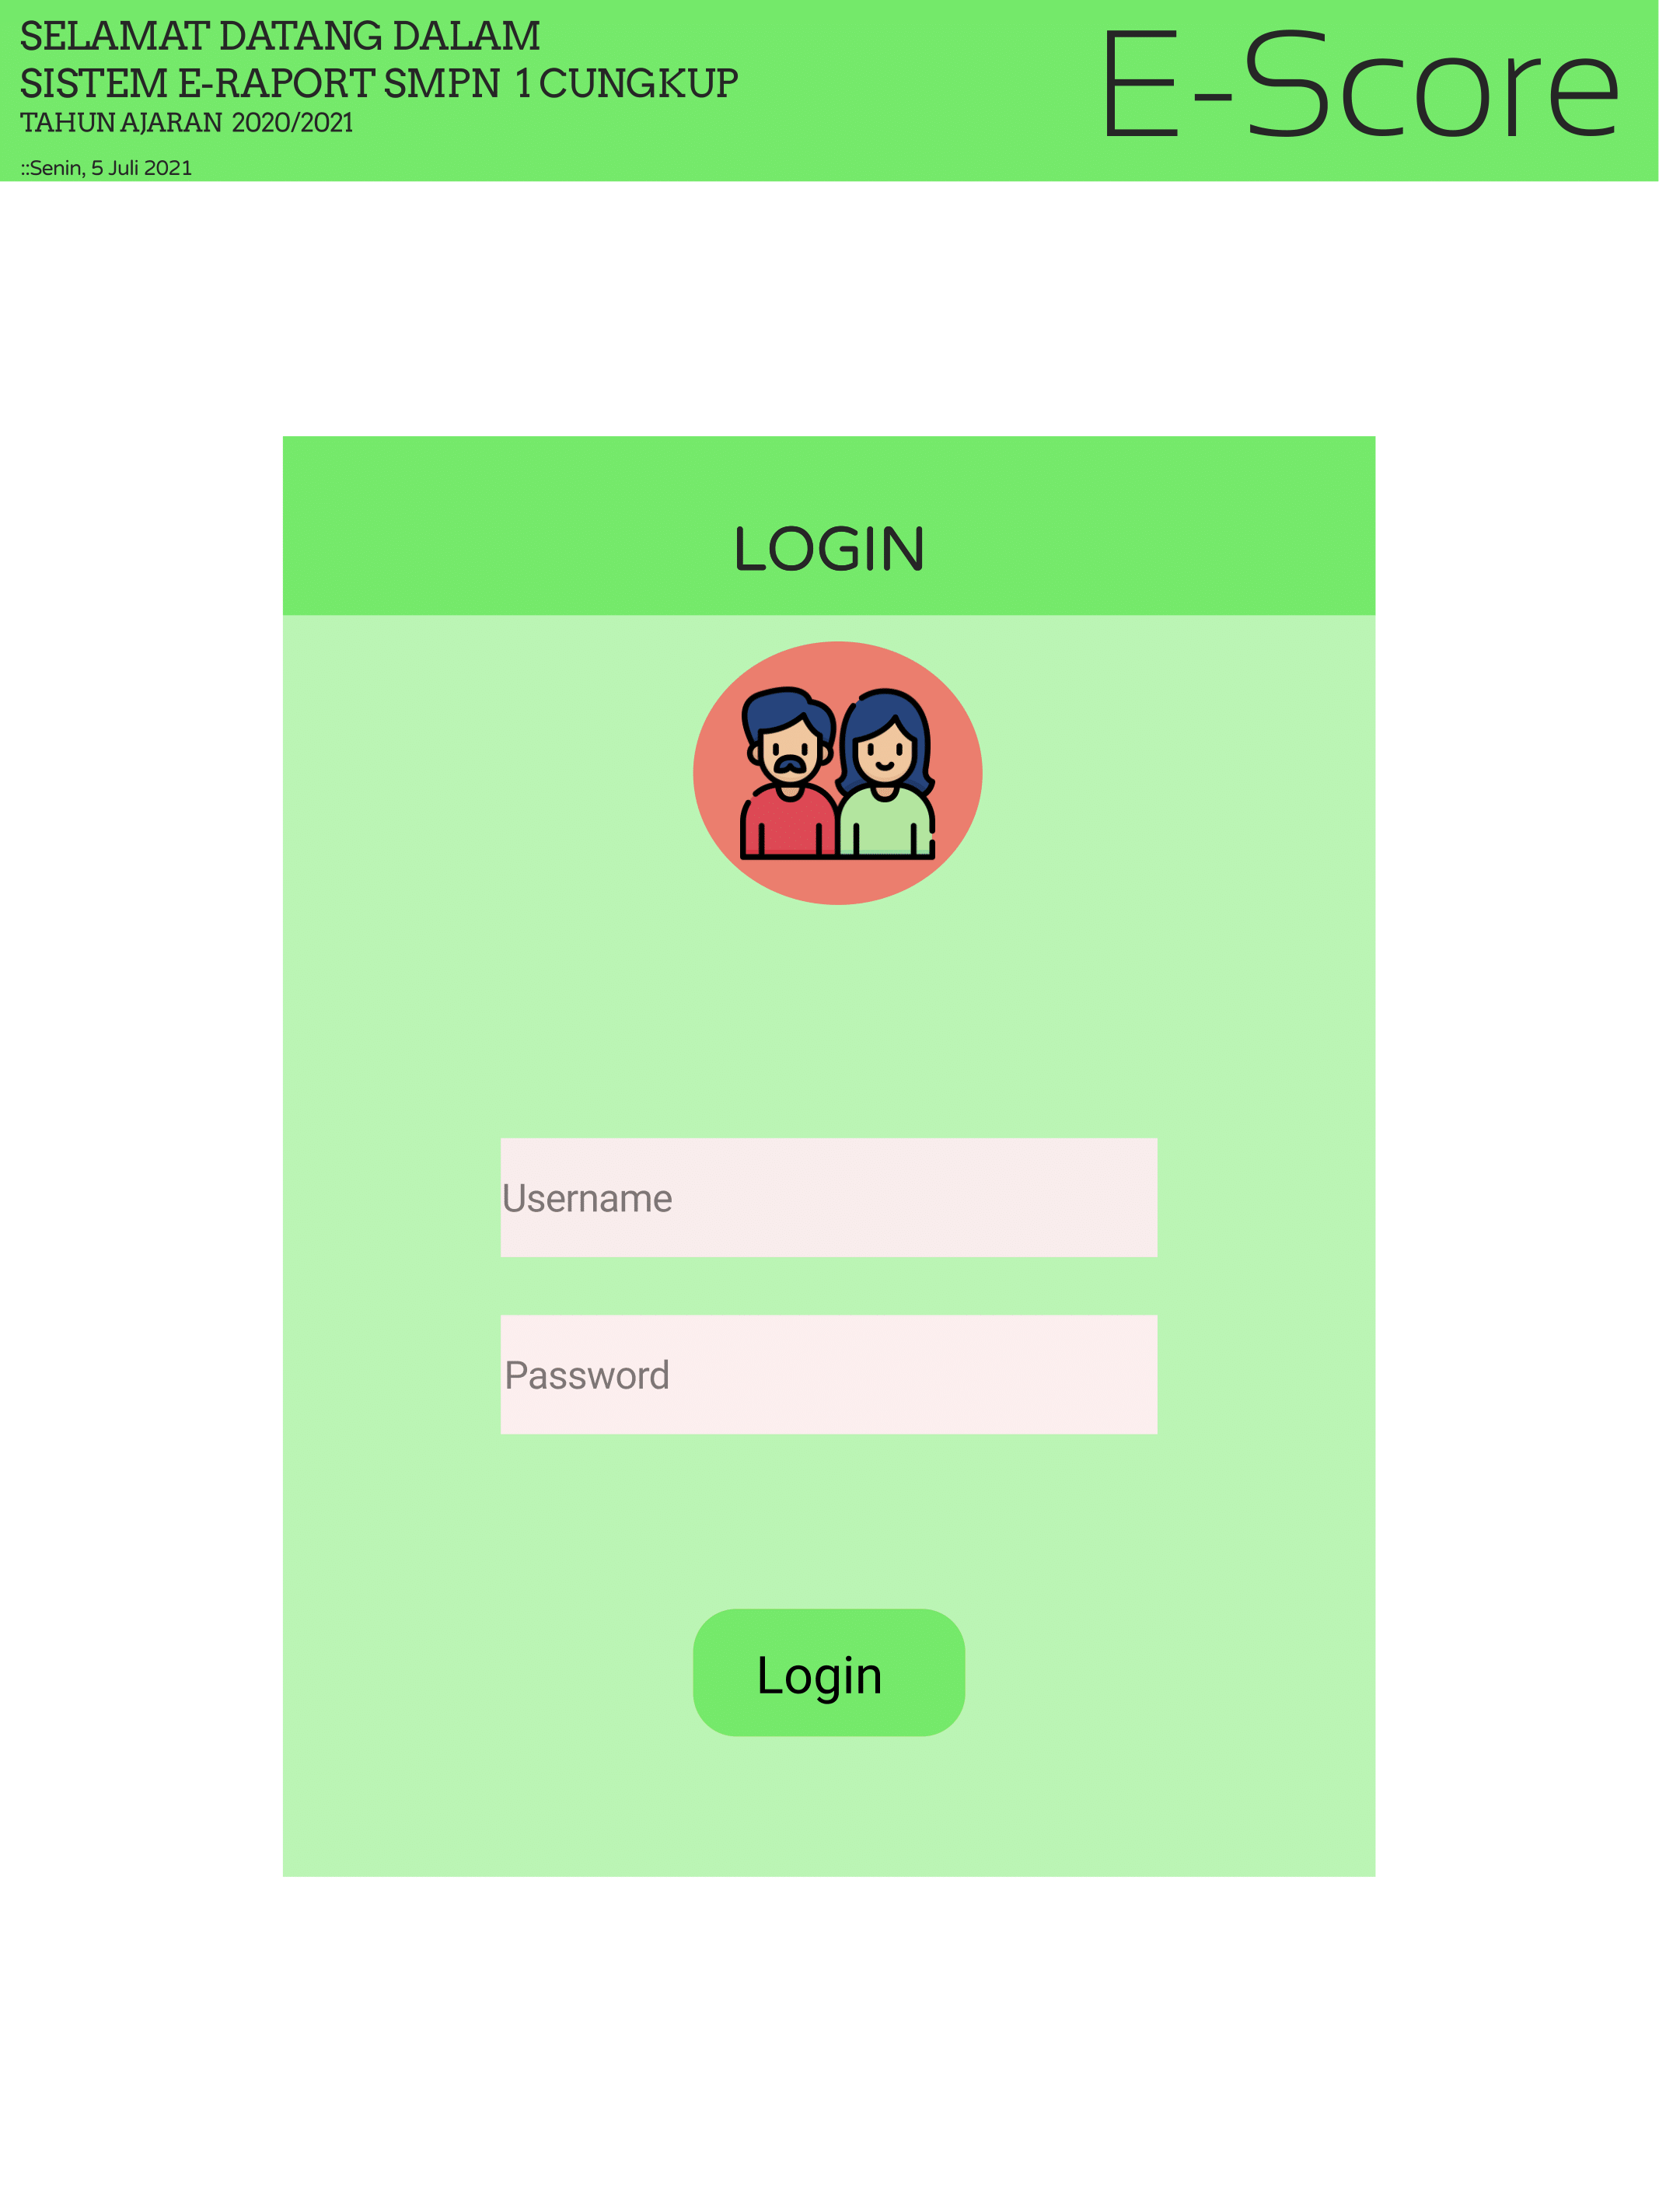 SELAMAT DATANG DALAM
SISTEM E-RAPORT SMPN 1 CUNGKUP
TAHUN AJARAN 2020/2021
::Senin, 5 Juli 2021
E-Score
LOGIN
Username
Password
Login